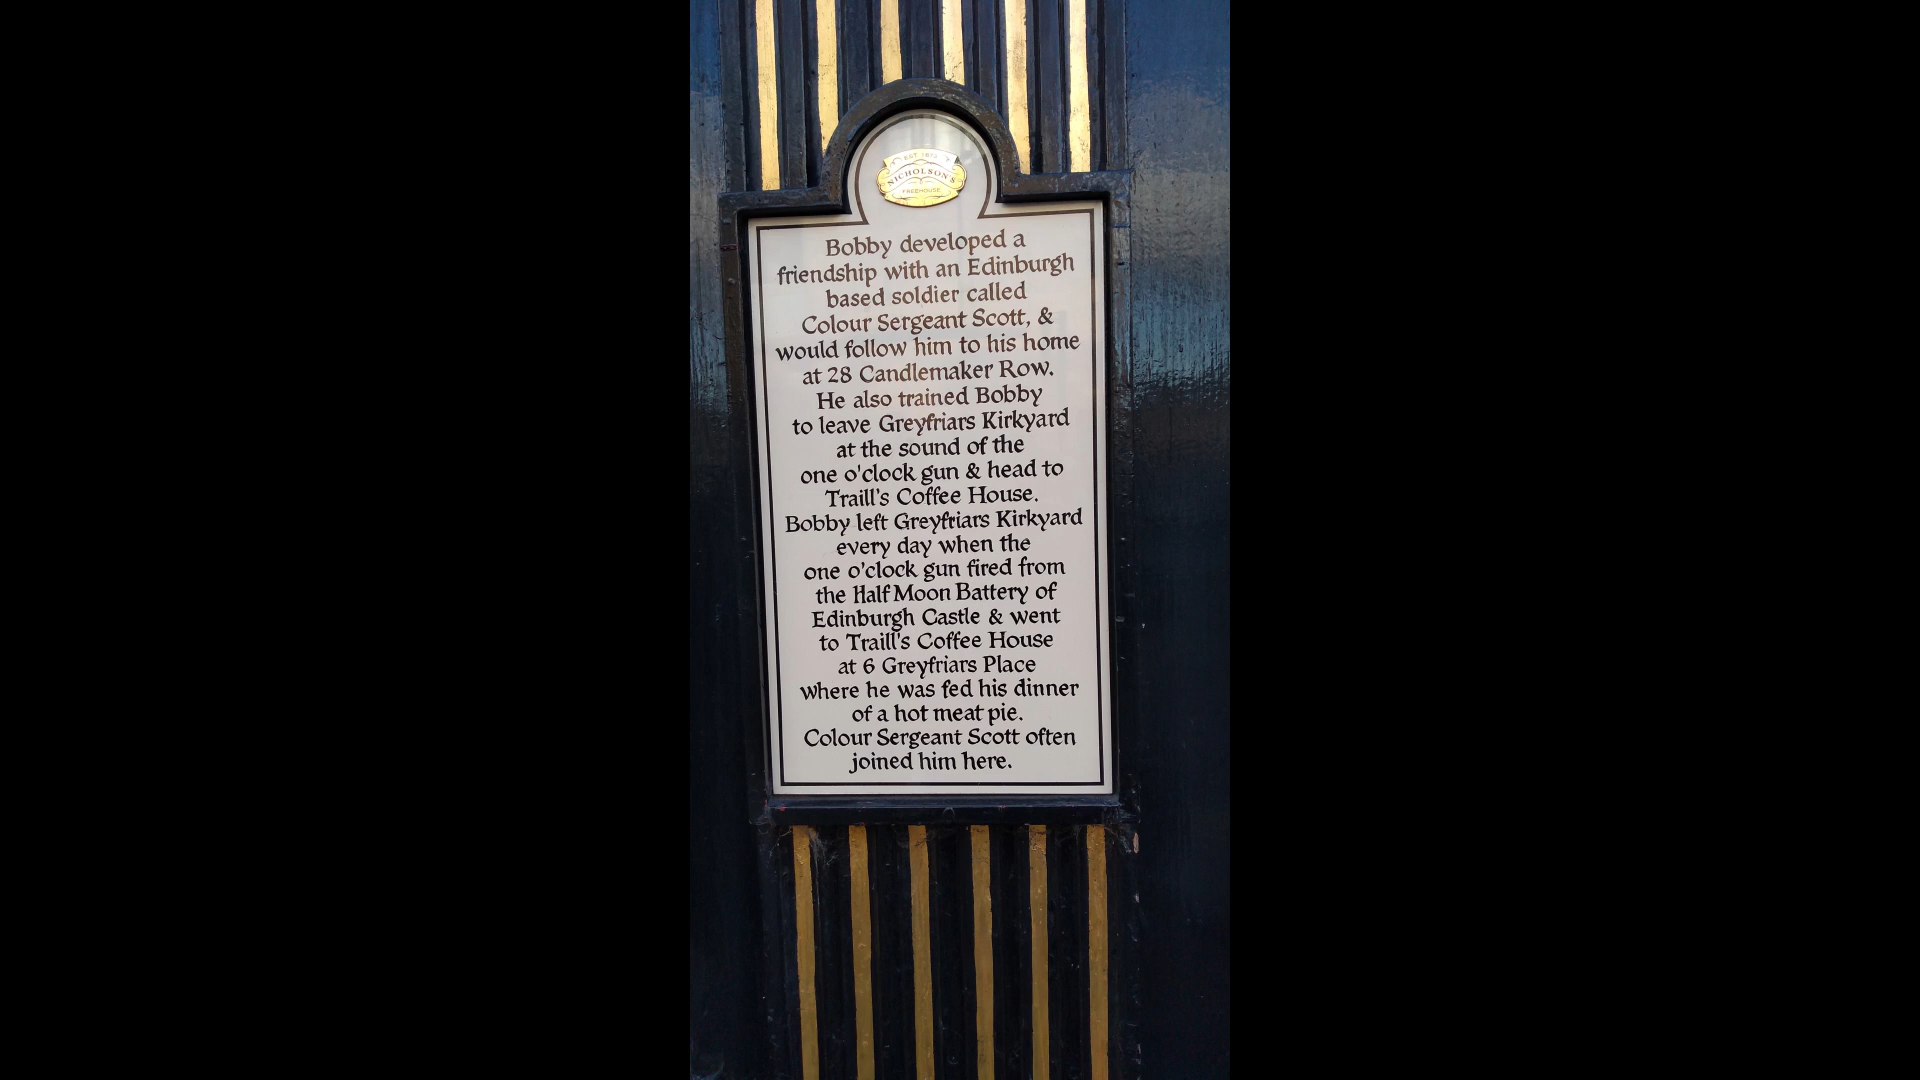 EST 1873
NICHOLSON'S
FREEHOUSE
Bobby developed a
friendship with an Edinburgh
based soldier called
Colour Sergeant Scott, &
would follow him to his home
at 28 Candlemaker Row.
He also trained Bobby
to leave Greyfriars Kirkyard
at the sound of the
one o'clock gun & head to
Traill's Coffee House.
Bobby left Greyfriars Kirkyard
every day when the
one o'clock gun fired from
the Half Moon Battery of
Edinburgh Castle & went
to Traill's Coffee House
at 6 Greyfriars Place
where he was fed his dinner
of a hot meat pie.
Colour Sergeant Scott often
joined him here.